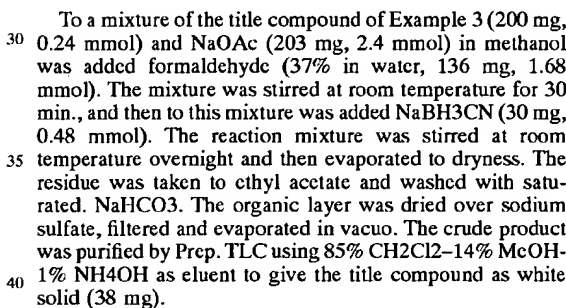 To a mixture of the title compound of Example 3 (200 mg,
30 0.24 mmol) and NaOAc (203 mg, 2.4 mmol) in methanol
was added formaldehyde (37% in water, 136 mg, 1.68
mmol). The mixture was stirred at room temperature for 30
min., and then to this mixture was added NaBH3CN (30 mg,
0.48 mmol). The reaction mixture was stirred at room
35 temperature overnight and then evaporated to dryness. The
residue was taken to ethyl acetate and washed with satu-
rated. NaHCO3. The organic layer was dried over sodium
sulfate, filtered and evaporated in vacuo. The crude product
was purified by Prep. TLC using 85% CH2Cl2–14% MeOH-
40 1% NH4OH as eluent to give the title compound as white
solid (38 mg).